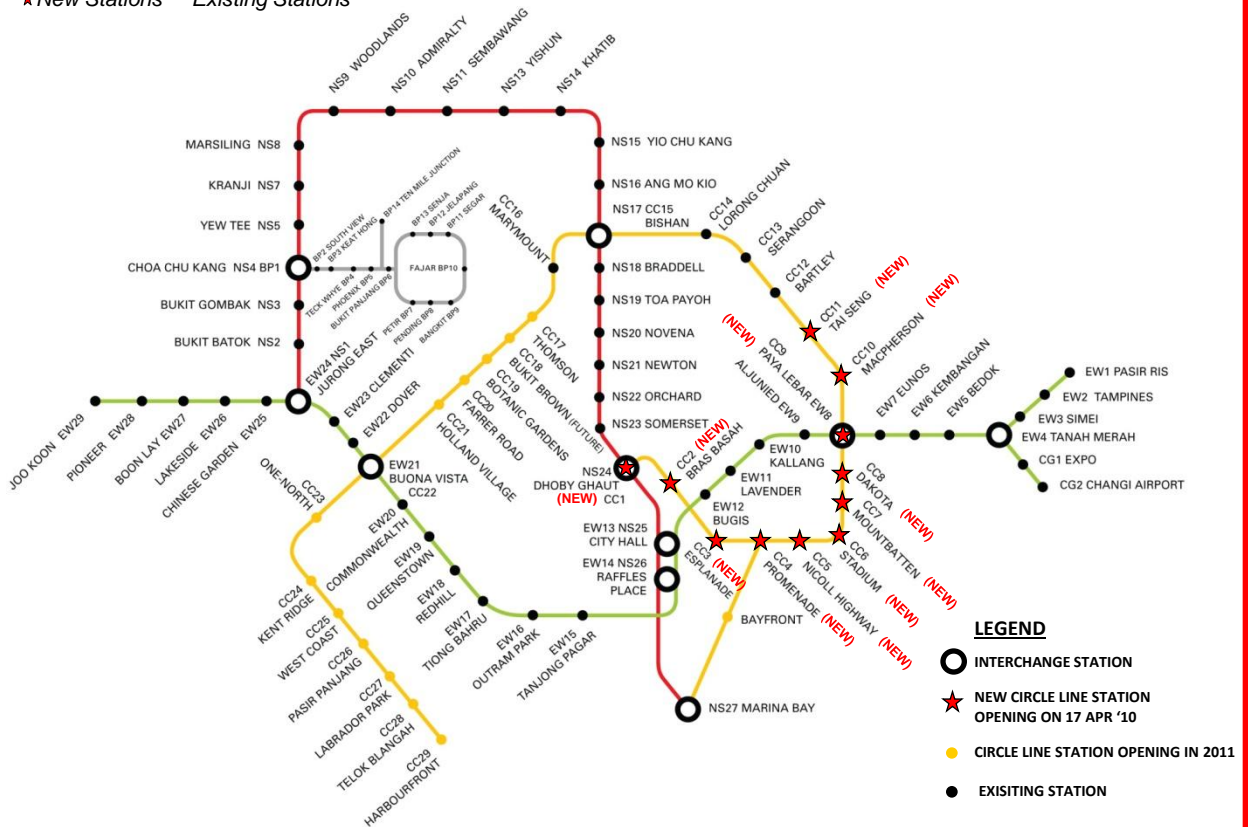 New Stations Existing Stations
NS9 WOODLANDS
NS10 ADMIRALTY
NS11 SEMBAWANG
NS13 YISHUN
NS14 KHATIB
MARSILING NS8
KRANJI NS7
YEW TEE NS5
CHOA CHU KANG NS4 BP1
BUKIT GOMBAK NS3
BUKIT BATOK NS2
EW24 NS1
JURONG EAST
BP2 SOUTH VIEW
BP3 KEAT HONG
BP14 TEN MILE JUNCTION
TECK WHYE BP4
PHOENIX BP5
BUKIT PANJANG BP6
BP13 SENJA
BP12 JELAPANG
BP11 SEGAR
FAJAR BP10
PETIR BP7
PENDING BP8
BANGKIT BP9
NS15 YIO CHU KANG
NS16 ANG MO KIO
NS17 CC15
BISHAN
NS18 BRADDELL
NS19 TOA PAYOH
NS20 NOVENA
NS21 NEWTON
NS22 ORCHARD
NS23 SOMERSET
NS24
DHOBY GHAUT
(NEW) CC1
CC16
MARYMOUNT
CC14
LORONG CHUAN
CC13
SERANGOON
CC12
BARTLEY
CC11
TAI SENG
(NEW)
CC10
MACPHERSON
(NEW)
(NEW)
CC9
PAYA LEBAR EW8
ALJUNIED EW9
EW7 EUNOS
EW6 KEMBANGAN
EW5 BEDOK
EW1 PASIR RIS
EW2 TAMPINES
EW3 SIMEI
EW4 TANAH MERAH
CG1 EXPO
CG2 CHANGI AIRPORT
CC17
THOMSON
CC18
BUKIT BROWN (FUTURE)
CC19
BOTANIC GARDENS
CC20
FARRER ROAD
CC21
HOLLAND VILLAGE
EW23 CLEMENTI
EW22 DOVER
JOO KOON EW29
PIONEER EW28
BOON LAY EW27
LAKESIDE EW26
CHINESE GARDEN EW25
EW21
BUONA VISTA
CC22
CC23
ONE-NORTH
EW20
COMMONWEALTH
EW19
QUEENSTOWN
EW18
REDHILL
EW17
TIONG BAHRU
EW16
OUTRAM PARK
EW15
TANJONG PAGAR
CC2
BRAS BASAH
(NEW)
EW10
KALLANG
EW11
LAVENDER
EW12
BUGIS
EW13 NS25
CITY HALL
EW14 NS26
RAFFLES
PLACE
CC3
ESPLANADE
(NEW)
CC4
PROMENADE
(NEW)
CC5
NICOLL HIGHWAY
(NEW)
CC6
STADIUM
(NEW)
CC7
MOUNTBATTEN
(NEW)
CC8
DAKOTA
(NEW)
BAYFRONT
NS27 MARINA BAY
CC24
KENT RIDGE
CC25
WEST COAST
CC26
PASIR PANJANG
CC27
LABRADOR PARK
CC28
TELOK BLANGAH
CC29
HARBOURFRONT
LEGEND
INTERCHANGE STATION
NEW CIRCLE LINE STATION
OPENING ON 17 APR '10
CIRCLE LINE STATION OPENING IN 2011
EXISITING STATION